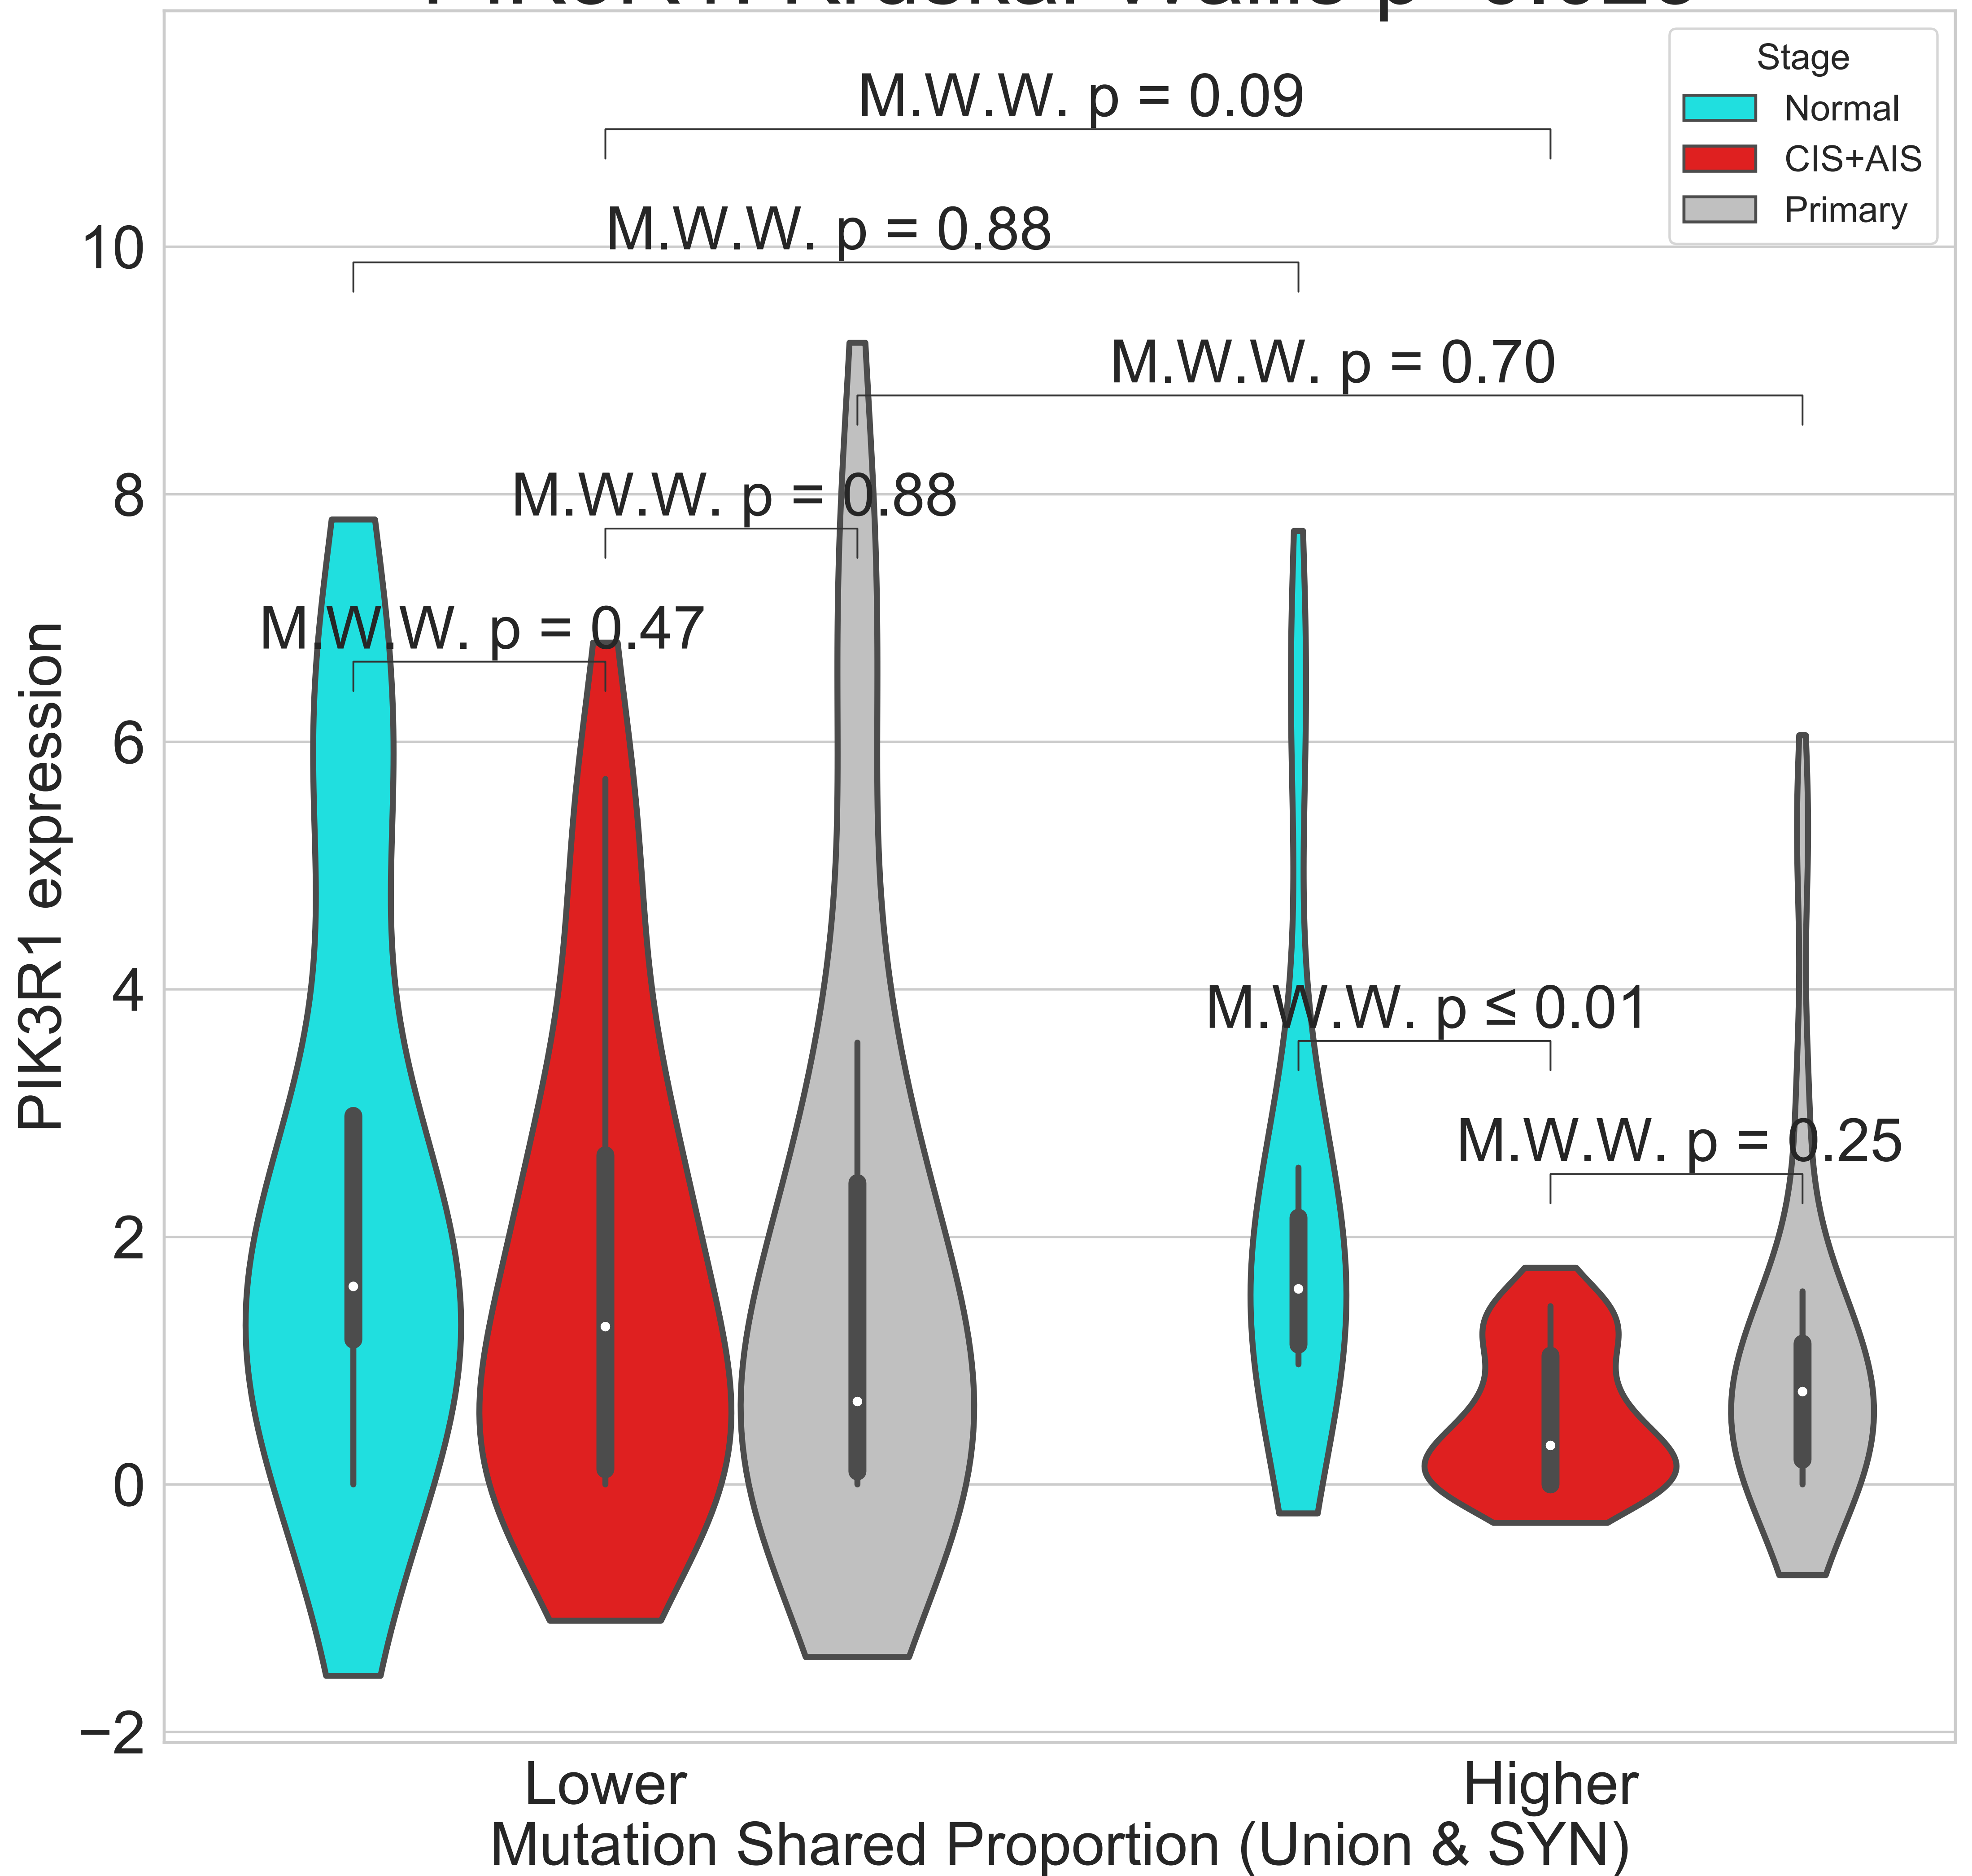 Stage
Normal
CIS+AIS
Primary
M.W.W. p = 0.09
M.W.W. p = 0.88
M.W.W. p = 0.70
M.W.W. p = 0.88
M.W.W. p = 0.47
M.W.W. p ≤ 0.01
M.W.W. p = 0.25
10
8
6
4
2
0
−2
PIK3R1 expression
Lower
Higher
Mutation Shared Proportion (Union & SYN)